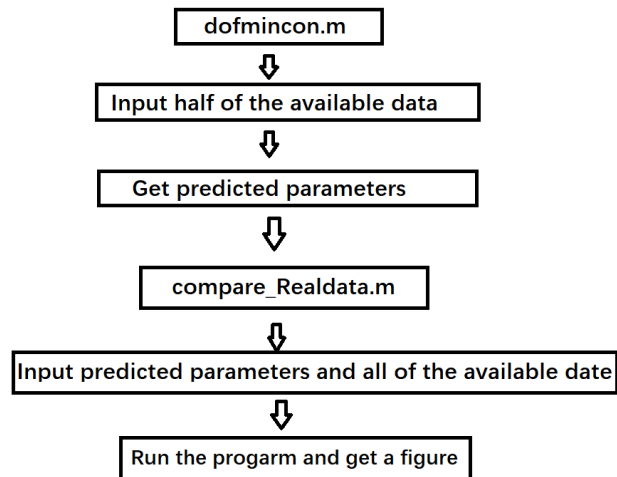 dofmincon.m
Input half of the available data
Get predicted parameters
compare_Realdata.m
Input predicted parameters and all of the available date
Run the progarm and get a figure